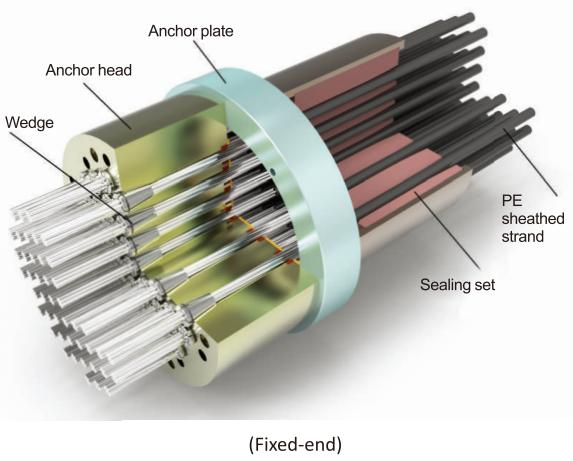 Anchor plate
Anchor head
Wedge
PE
sheathed
strand
Sealing set
(Fixed-end)